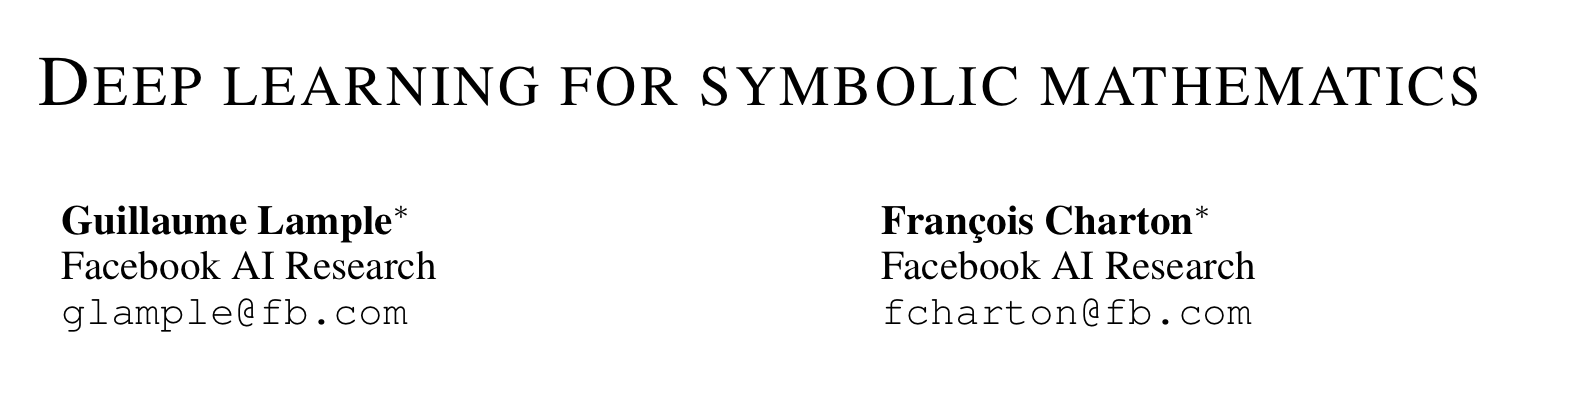 DEEP LEARNING FOR SYMBOLIC MATHEMATICS
Guillaume Lample*
Facebook AI Research
glample@fb.com
François Charton*
Facebook AI Research
fcharton@fb.com